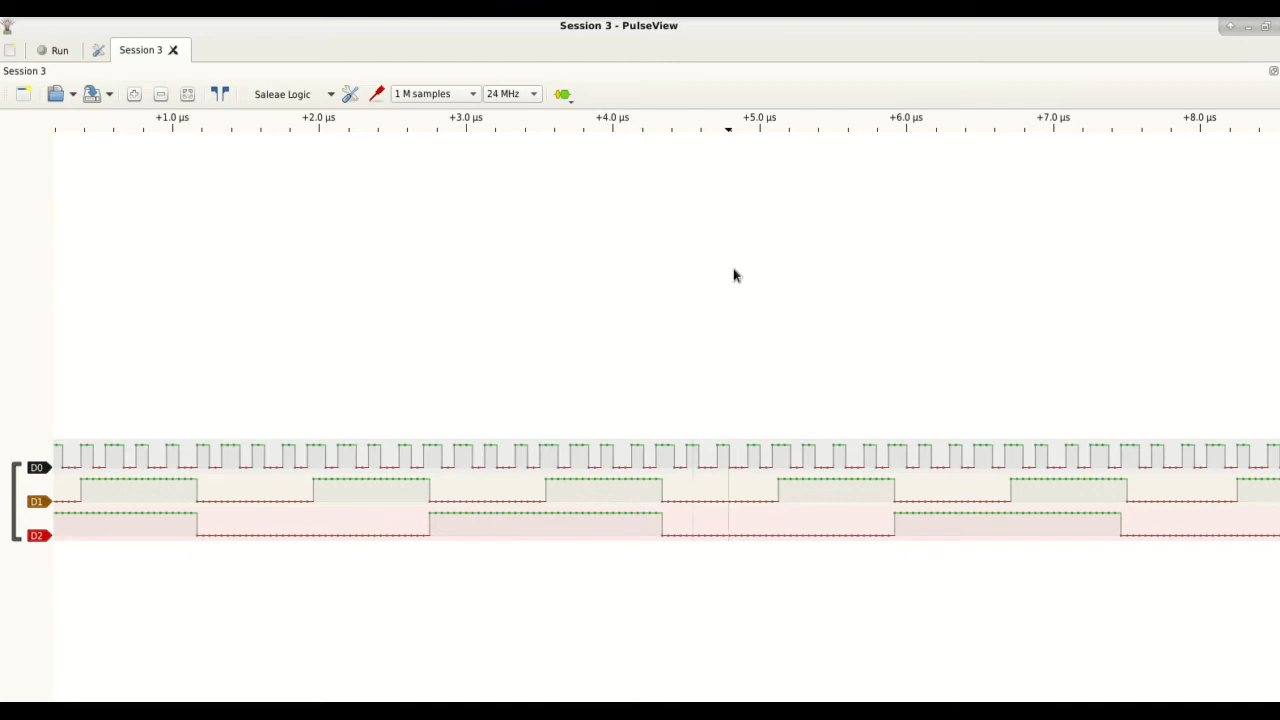 Session 3 - PulseView
Run
Session 3
Session 3
Saleae Logic
1 M samples
24 MHz
+1.0 µs +2.0 µs +3.0 µs +4.0 µs +5.0 µs +6.0 µs +7.0 µs +8.0 µs
D0
D1
D2